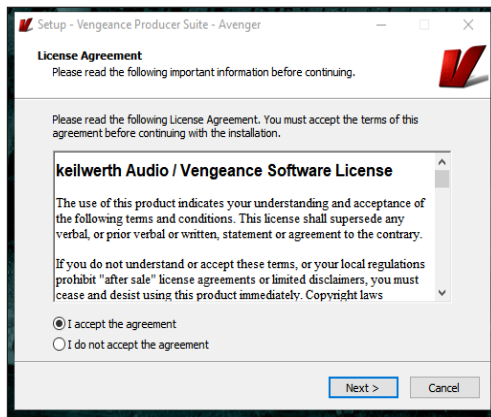 Setup - Vengeance Producer Suite - Avenger
License Agreement
Please read the following important information before continuing.
Please read the following License Agreement. You must accept the terms of this
agreement before continuing with the installation.
keilwerth Audio / Vengeance Software License
The use of this product indicates your understanding and acceptance of
the following terms and conditions. This license shall supersede any
verbal, or prior verbal or written, statement or agreement to the contrary.
If you do not understand or accept these terms, or your local regulations
prohibit "after sale" license agreements or limited disclaimers, you must
cease and desist using this product immediately. Copyright laws
I accept the agreement
I do not accept the agreement
Next >
Cancel